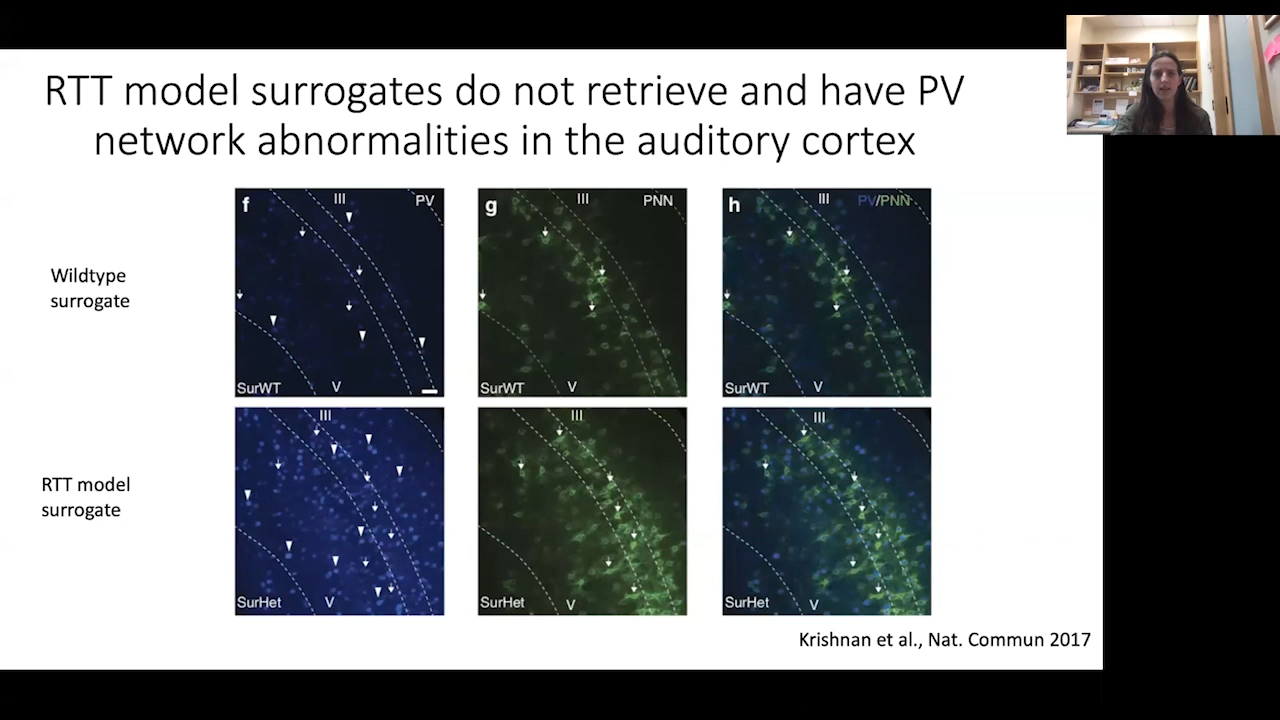 RTT model surrogates do not retrieve and have PV
network abnormalities in the auditory cortex
f III PV
g III PNN
h III PV/PNN
Wildtype
surrogate
SurWT V
SurWT V
SurWT V
III
III
III
RTT model
surrogate
SurHet V
SurHet V
SurHet V
Krishnan et al., Nat. Commun 2017